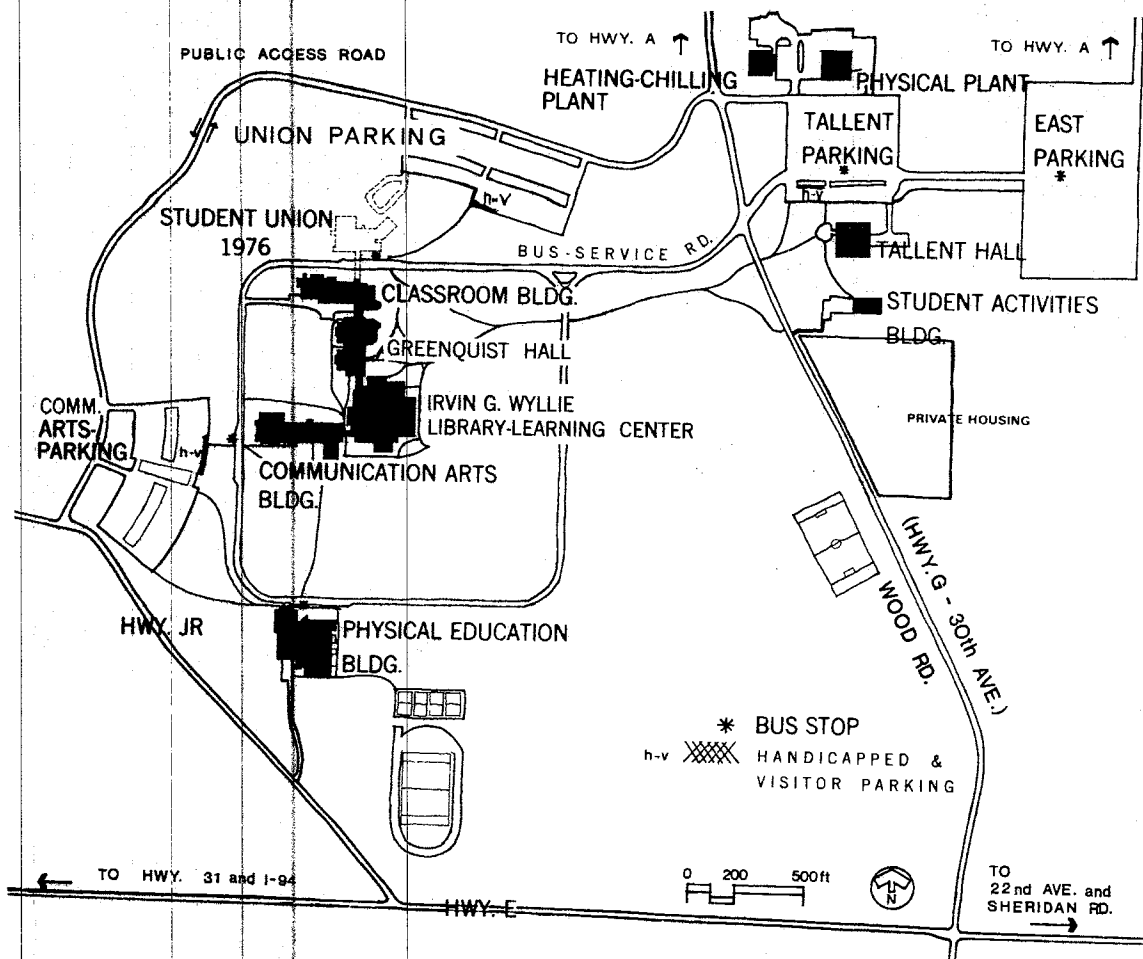 TO HWY. A
TO HWY. A
PUBLIC ACCESS ROAD
HEATING-CHILLING
PLANT
PHYSICAL PLANT
UNION PARKING
TALLENT
PARKING
*
EAST
PARKING
*
h-v
h-v
STUDENT UNION
1976
BUS-SERVICE RD.
TALLENT HALL
CLASSROOM BLDG.
STUDENT ACTIVITIES
BLDG.
GREENQUIST HALL
IRVIN G. WYLLIE
LIBRARY-LEARNING CENTER
PRIVATE HOUSING
COMM.
ARTS-
PARKING
h-v
COMMUNICATION ARTS
BLDG.
(HWY. G - 30th AVE.)
WOOD RD.
HWY. JR
PHYSICAL EDUCATION
BLDG.
* BUS STOP
h-v HANDICAPPED &
VISITOR PARKING
TO HWY. 31 and I-94
0 200 500ft
N
TO
22nd AVE. and
SHERIDAN RD.
HWY. E